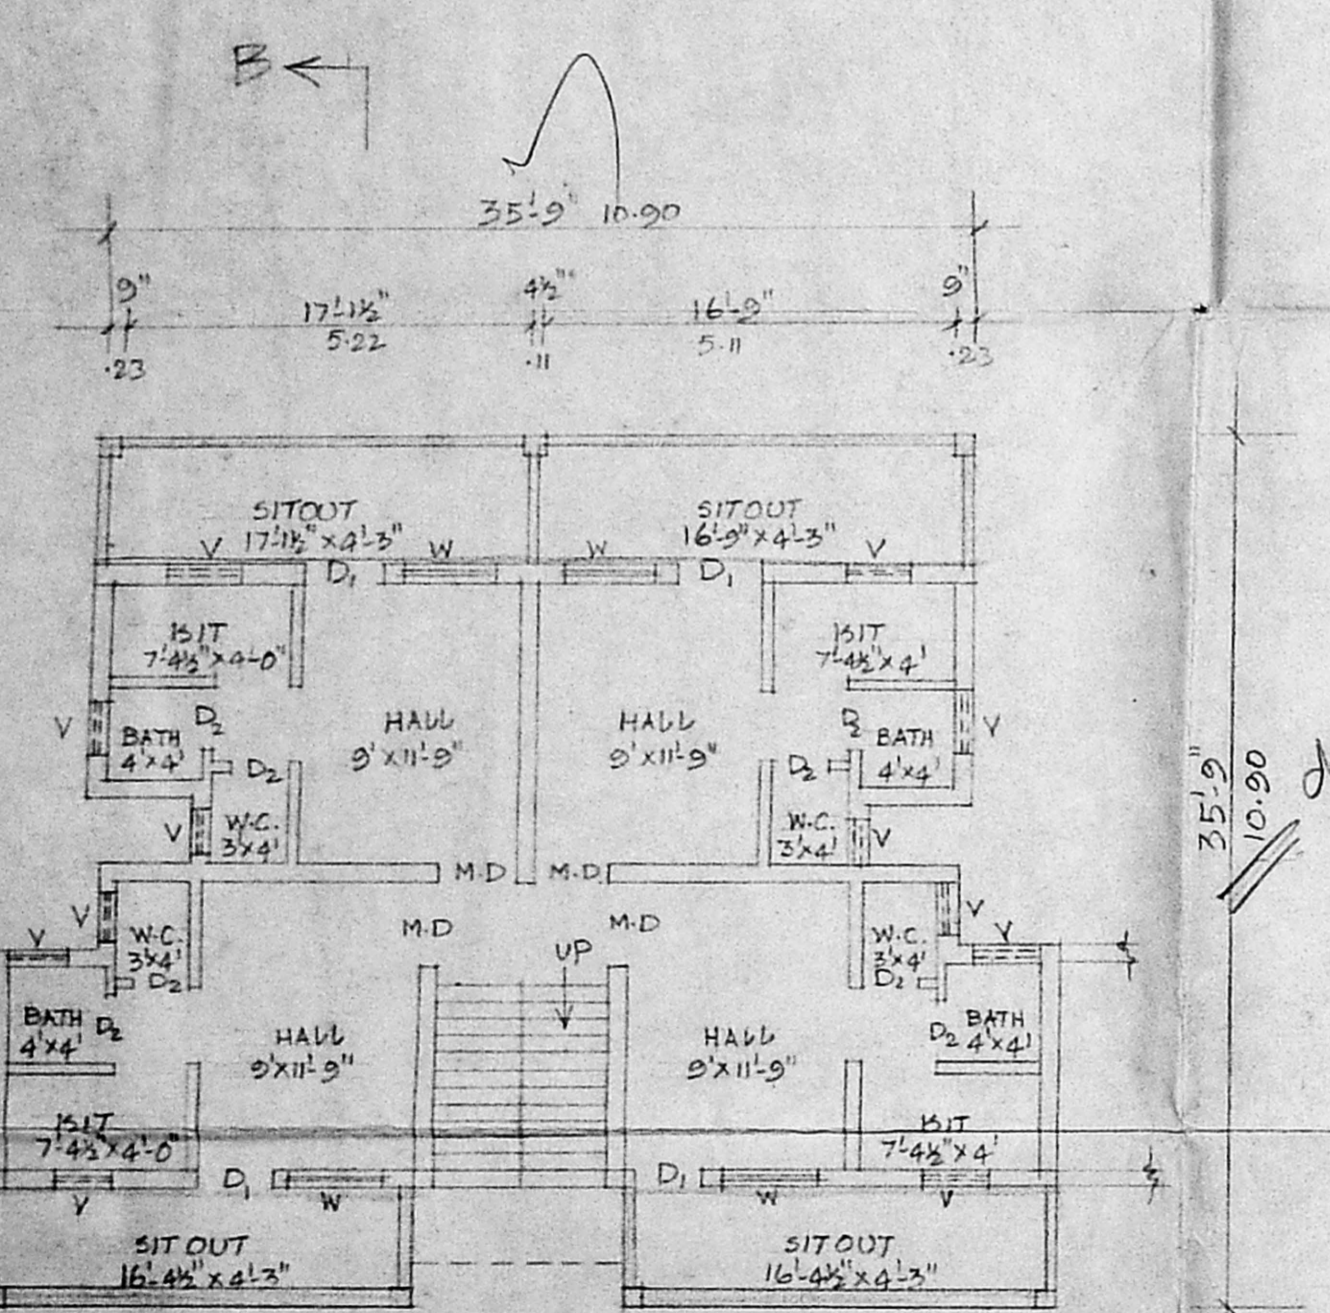 B
35'-9" 10.90
9" 17'-1½" 4½" 16'-9" 9"
.23 5.22 .11 5.11 .23
SITOUT SITOUT
17'-1½"×4'-3" 16'-9"×4'-3"
V W W V
D₁ D₁
KIT KIT
7'-4½"×4'-0" 7'-4½"×4'
V D₂ HALL HALL D₂ V
BATH 9'×11'-9" 9'×11'-9" BATH
4'×4' D₂ D₂ 4'×4'
V W.C. W.C. V
3'×4' 3'×4'
M.D M.D
35'-9"
10.90
V M.D M.D V
V W.C. UP W.C. V
3'×4' 3'×4'
D₂ D₂
BATH D₂ HALL HALL D₂ BATH
4'×4' 9'×11'-9" 9'×11'-9" 4'×4'
KIT KIT
7'-4½"×4'-0" 7'-4½"×4'
D₁ D₁
V W W V
SITOUT SITOUT
16'-4½"×4'-3" 16'-4½"×4'-3"